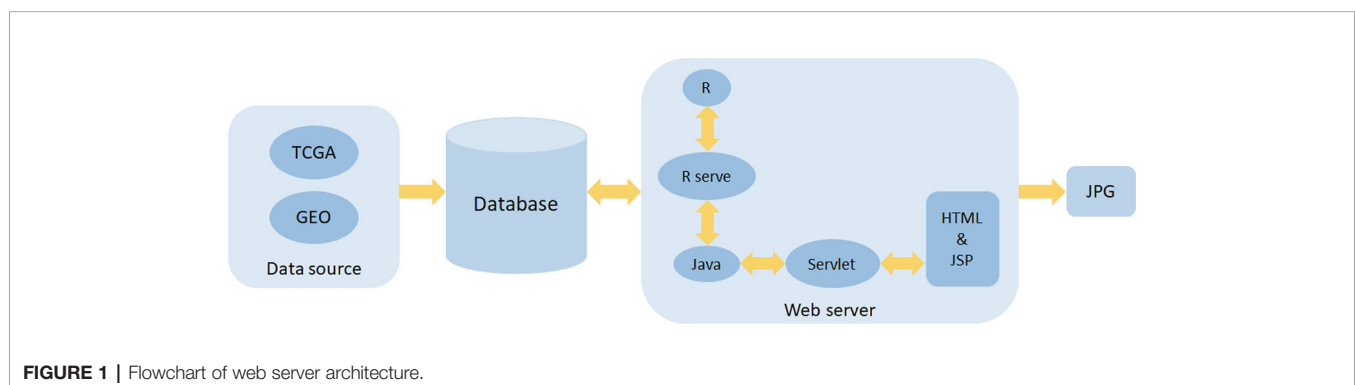 TCGA
GEO
Data source
Database
R
R serve
Java
Servlet
HTML
&
JSP
Web server
JPG
FIGURE 1 | Flowchart of web server architecture.